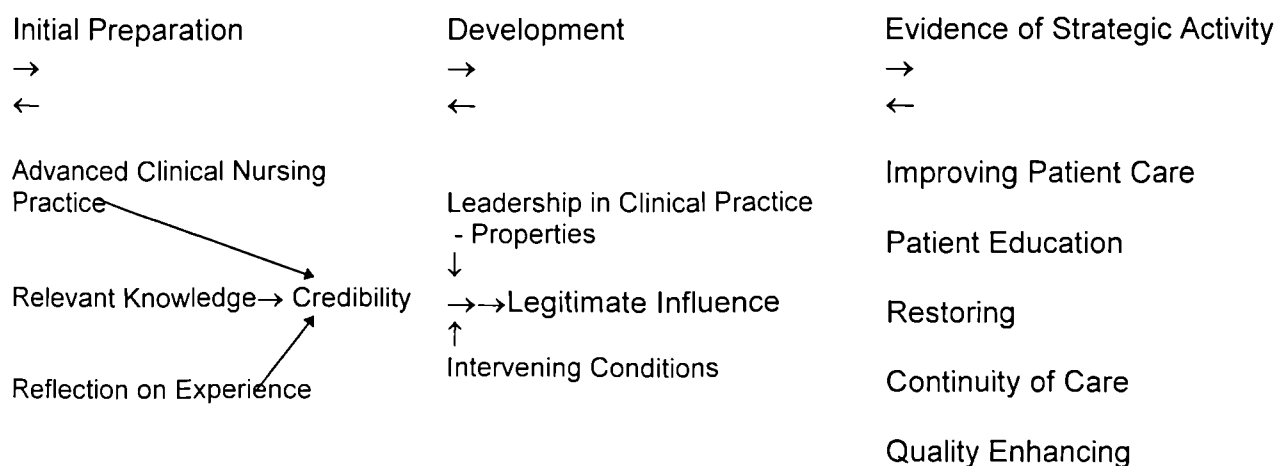 Initial Preparation
→
←
Advanced Clinical Nursing
Practice
Relevant Knowledge→ Credibility
Reflection on Experience
Development
→
←
Leadership in Clinical Practice
- Properties
↓
→→Legitimate Influence
↑
Intervening Conditions
Evidence of Strategic Activity
→
←
Improving Patient Care
Patient Education
Restoring
Continuity of Care
Quality Enhancing